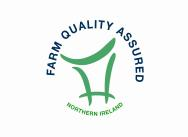 FARM QUALITY ASSURED
NORTHERN IRELAND